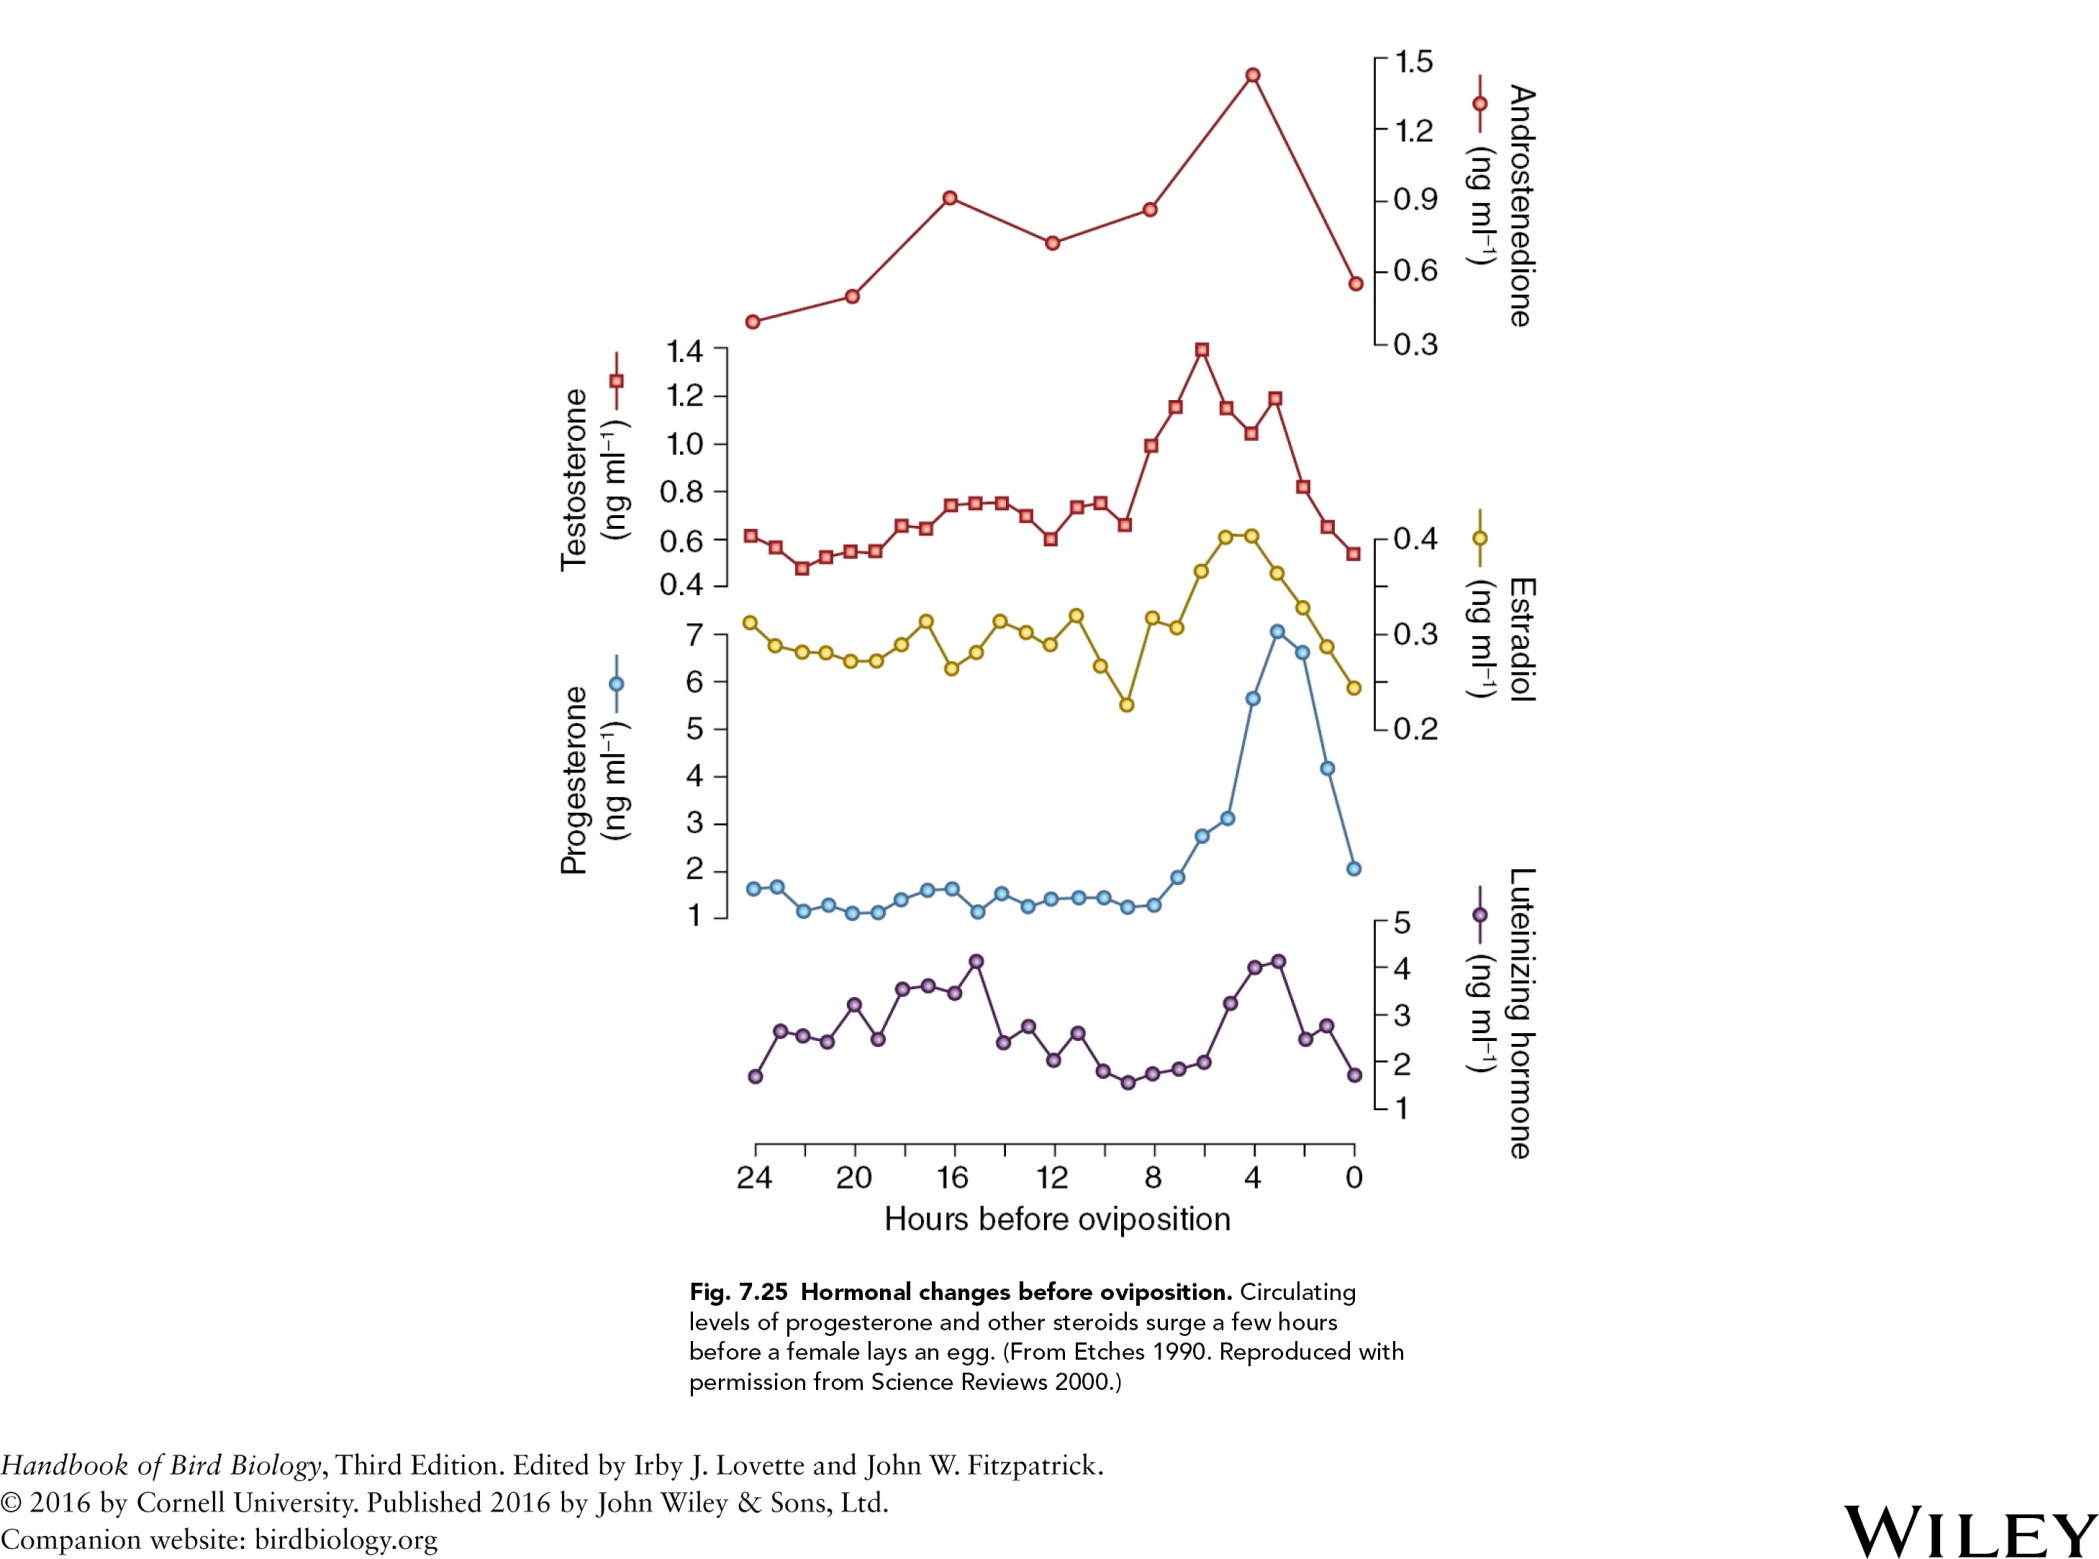 1.5
1.2
0.9
0.6
0.3
Androstenedione
(ng ml⁻¹)
1.4
1.2
1.0
0.8
0.6
0.4
Testosterone
(ng ml⁻¹)
0.4
0.3
0.2
Estradiol
(ng ml⁻¹)
7
6
5
4
3
2
1
Progesterone
(ng ml⁻¹)
5
4
3
2
1
Luteinizing hormone
(ng ml⁻¹)
24 20 16 12 8 4 0
Hours before oviposition
Fig. 7.25 Hormonal changes before oviposition. Circulating
levels of progesterone and other steroids surge a few hours
before a female lays an egg. (From Etches 1990. Reproduced with
permission from Science Reviews 2000.)
Handbook of Bird Biology, Third Edition. Edited by Irby J. Lovette and John W. Fitzpatrick.
© 2016 by Cornell University. Published 2016 by John Wiley & Sons, Ltd.
Companion website: birdbiology.org
WILEY